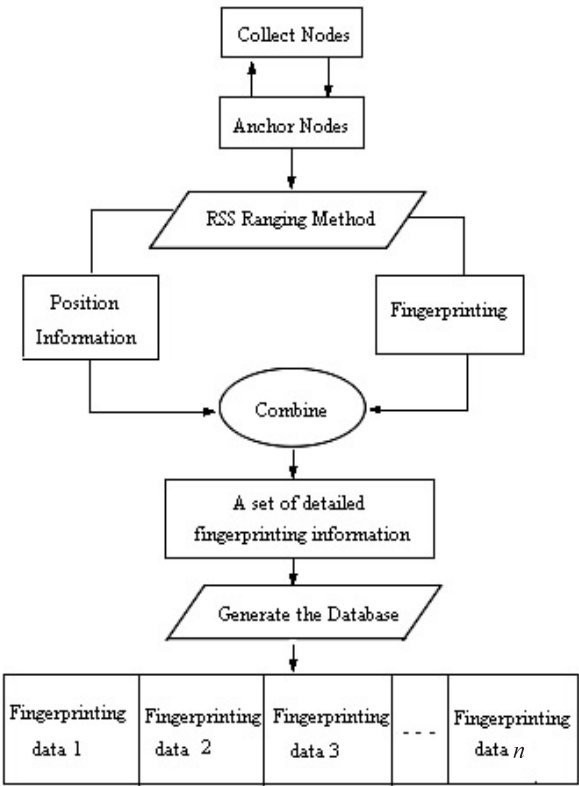 Collect Nodes
Anchor Nodes
RSS Ranging Method
Position
Information
Fingerprinting
Combine
A set of detailed
fingerprinting information
Generate the Database
Fingerprinting
data 1
Fingerprinting
data 2
Fingerprinting
data 3
- - -
Fingerprinting
data n